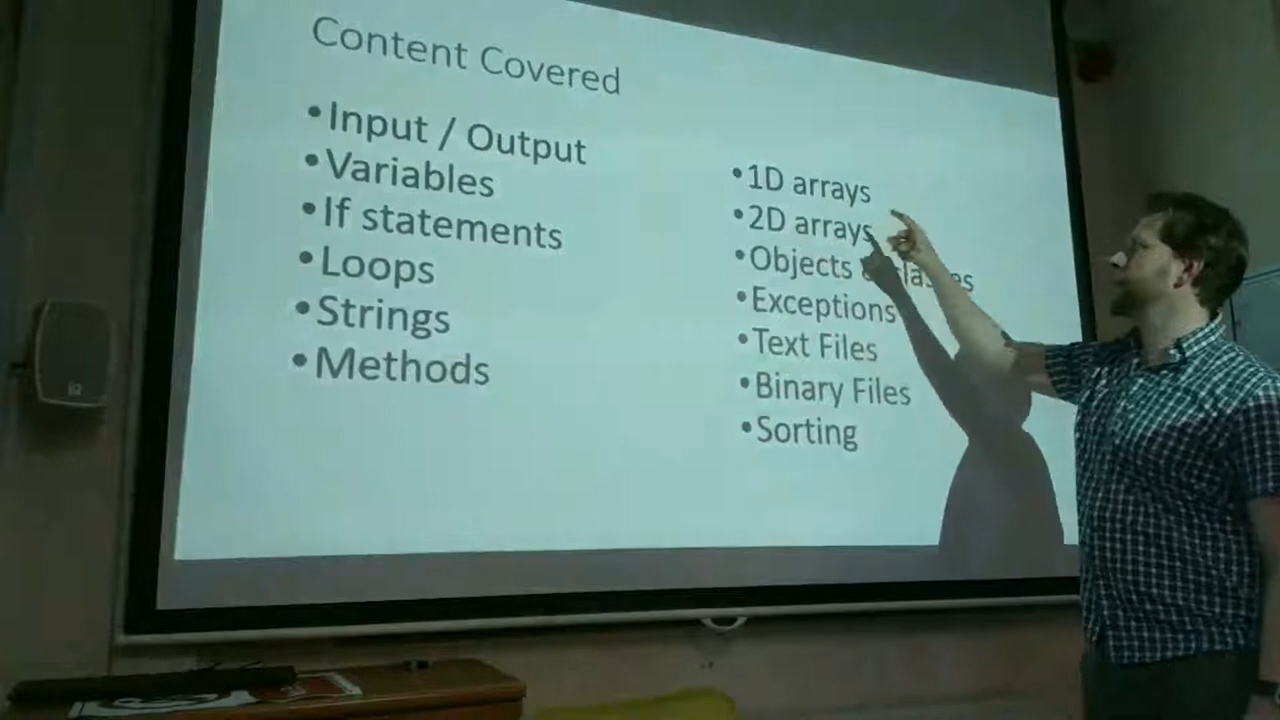 Content Covered
•Input / Output
•Variables
•If statements
•Loops
•Strings
•Methods
•1D arrays
•2D arrays
•Objects & classes
•Exceptions
•Text Files
•Binary Files
•Sorting